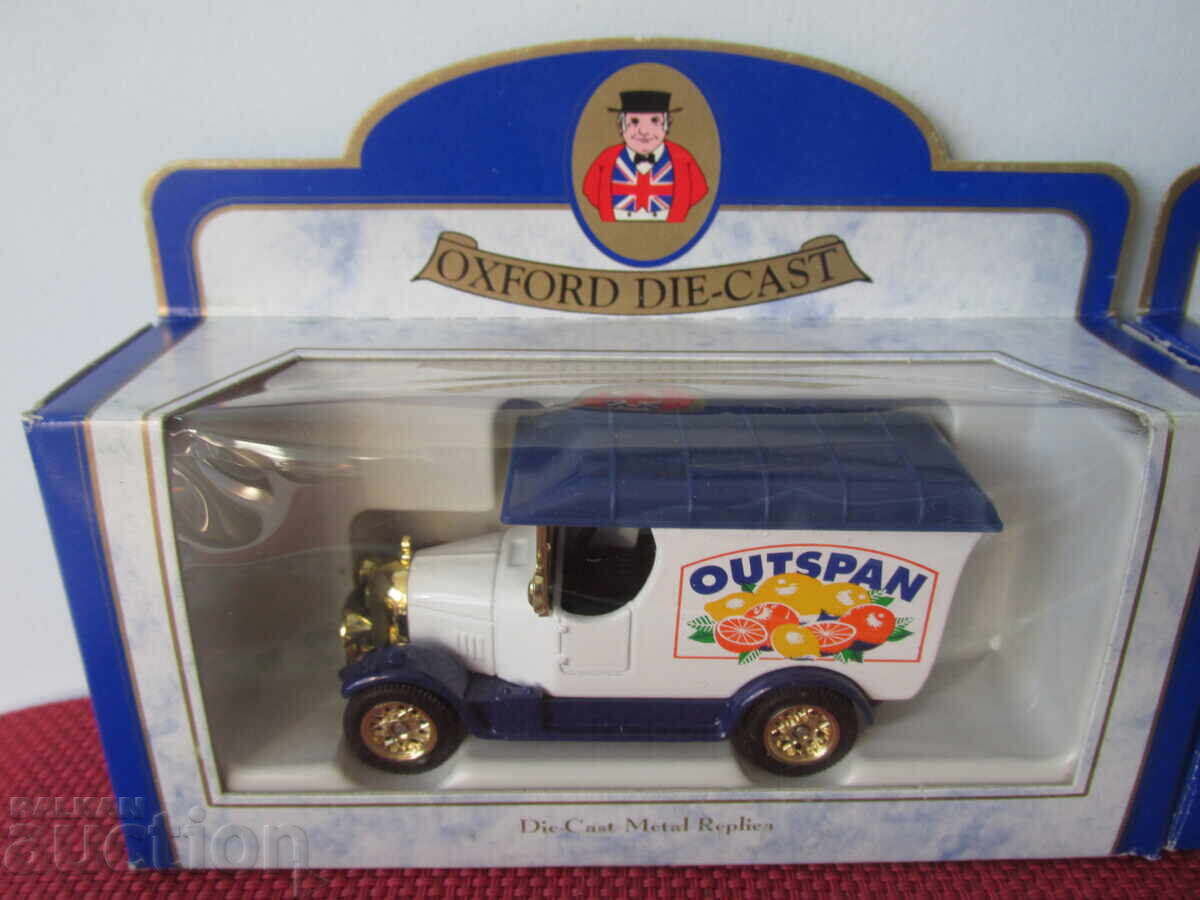 OXFORD DIE-CAST
OUTSPAN
Die-Cast Metal Replica
BALKAN
auction